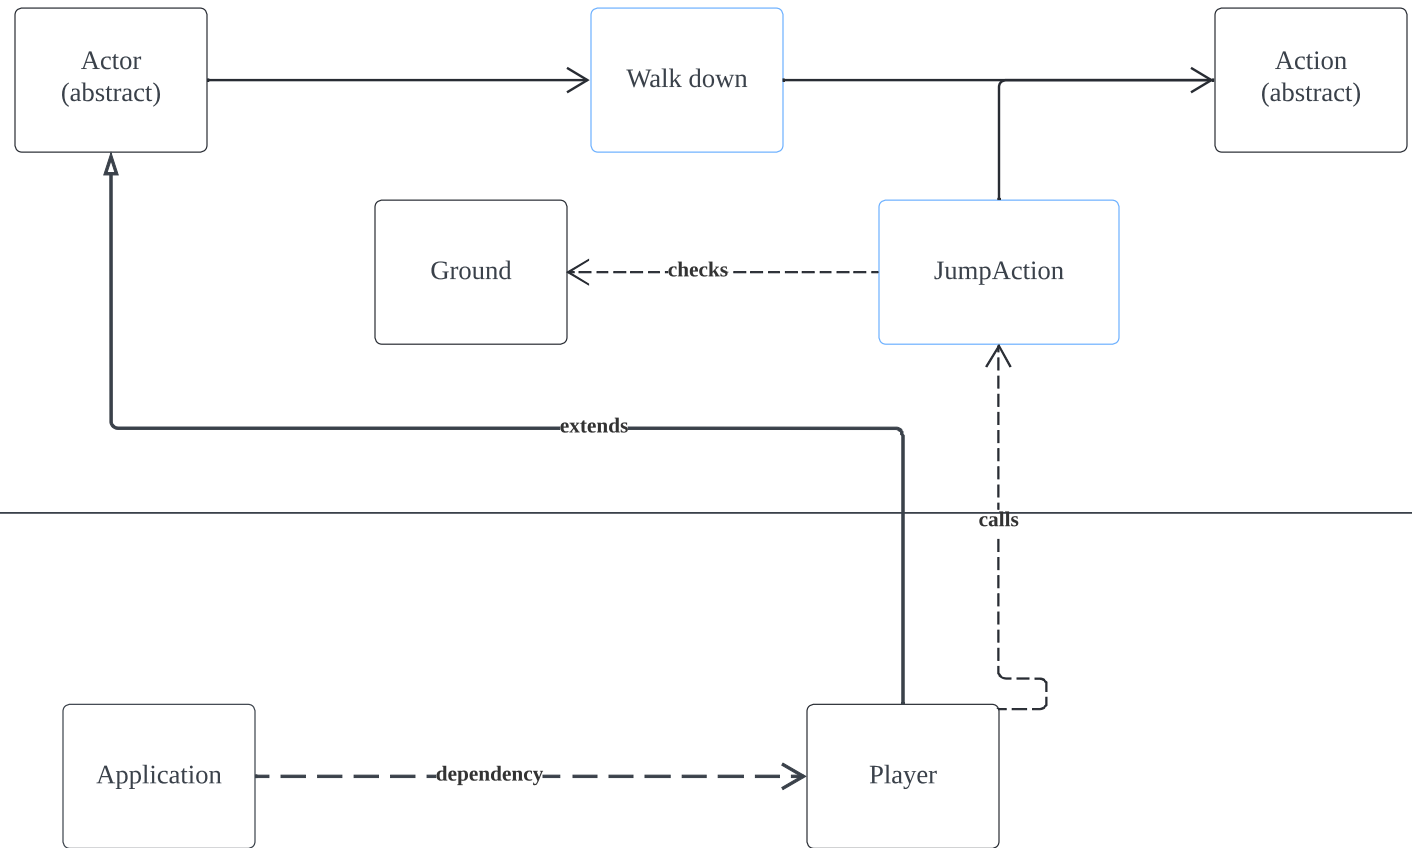 Actor
(abstract)
Walk down
Action
(abstract)
Ground
checks
JumpAction
extends
calls
Application
dependency
Player